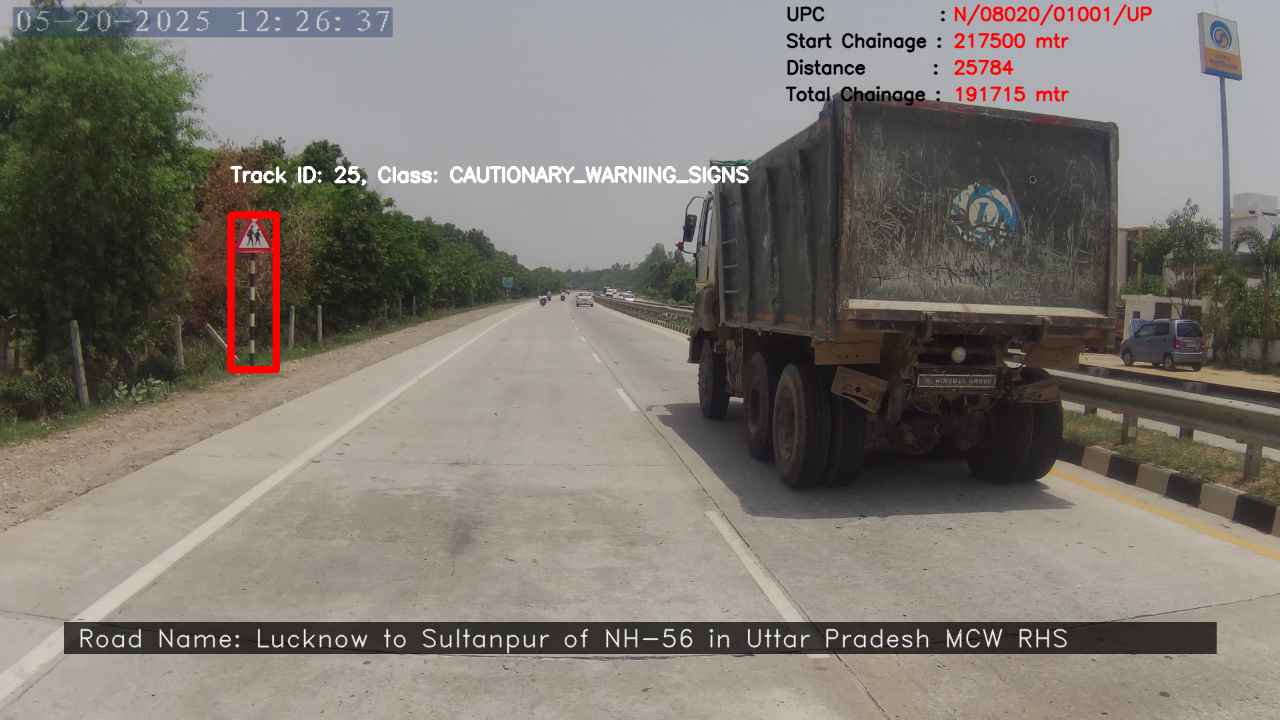 05-20-2025 12:26:37
UPC : N/08020/01001/UP
Start Chainage : 217500 mtr
Distance : 25784
Total Chainage : 191715 mtr
Track ID: 25, Class: CAUTIONARY_WARNING_SIGNS
Road Name: Lucknow to Sultanpur of NH-56 in Uttar Pradesh MCW RHS